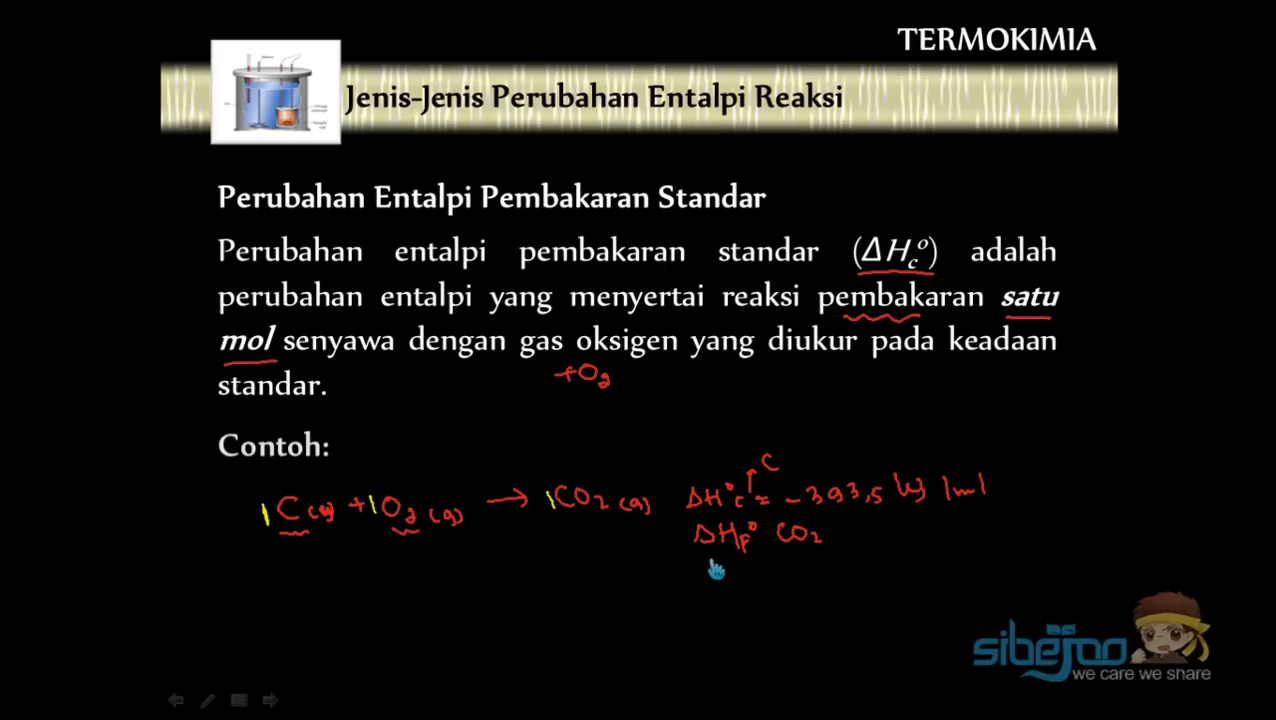 TERMOKIMIA
Jenis-Jenis Perubahan Entalpi Reaksi
Perubahan Entalpi Pembakaran Standar
Perubahan entalpi pembakaran standar (ΔH°c) adalah
perubahan entalpi yang menyertai reaksi pembakaran satu
mol senyawa dengan gas oksigen yang diukur pada keadaan
+O2
standar.
Contoh:
C
1C(s) + 1O2(g) → 1CO2(g) ΔH°c = -393,5 kJ/mol
ΔHf° CO2
sibejoo
we care we share